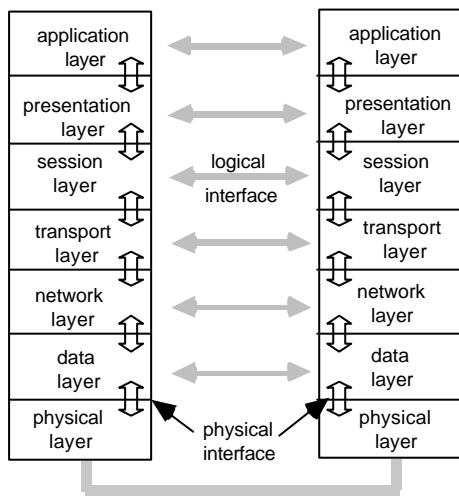 application
layer
presentation
layer
session
layer
transport
layer
network
layer
data
layer
physical
layer
logical
interface
physical
interface
application
layer
presentation
layer
session
layer
transport
layer
network
layer
data
layer
physical
layer